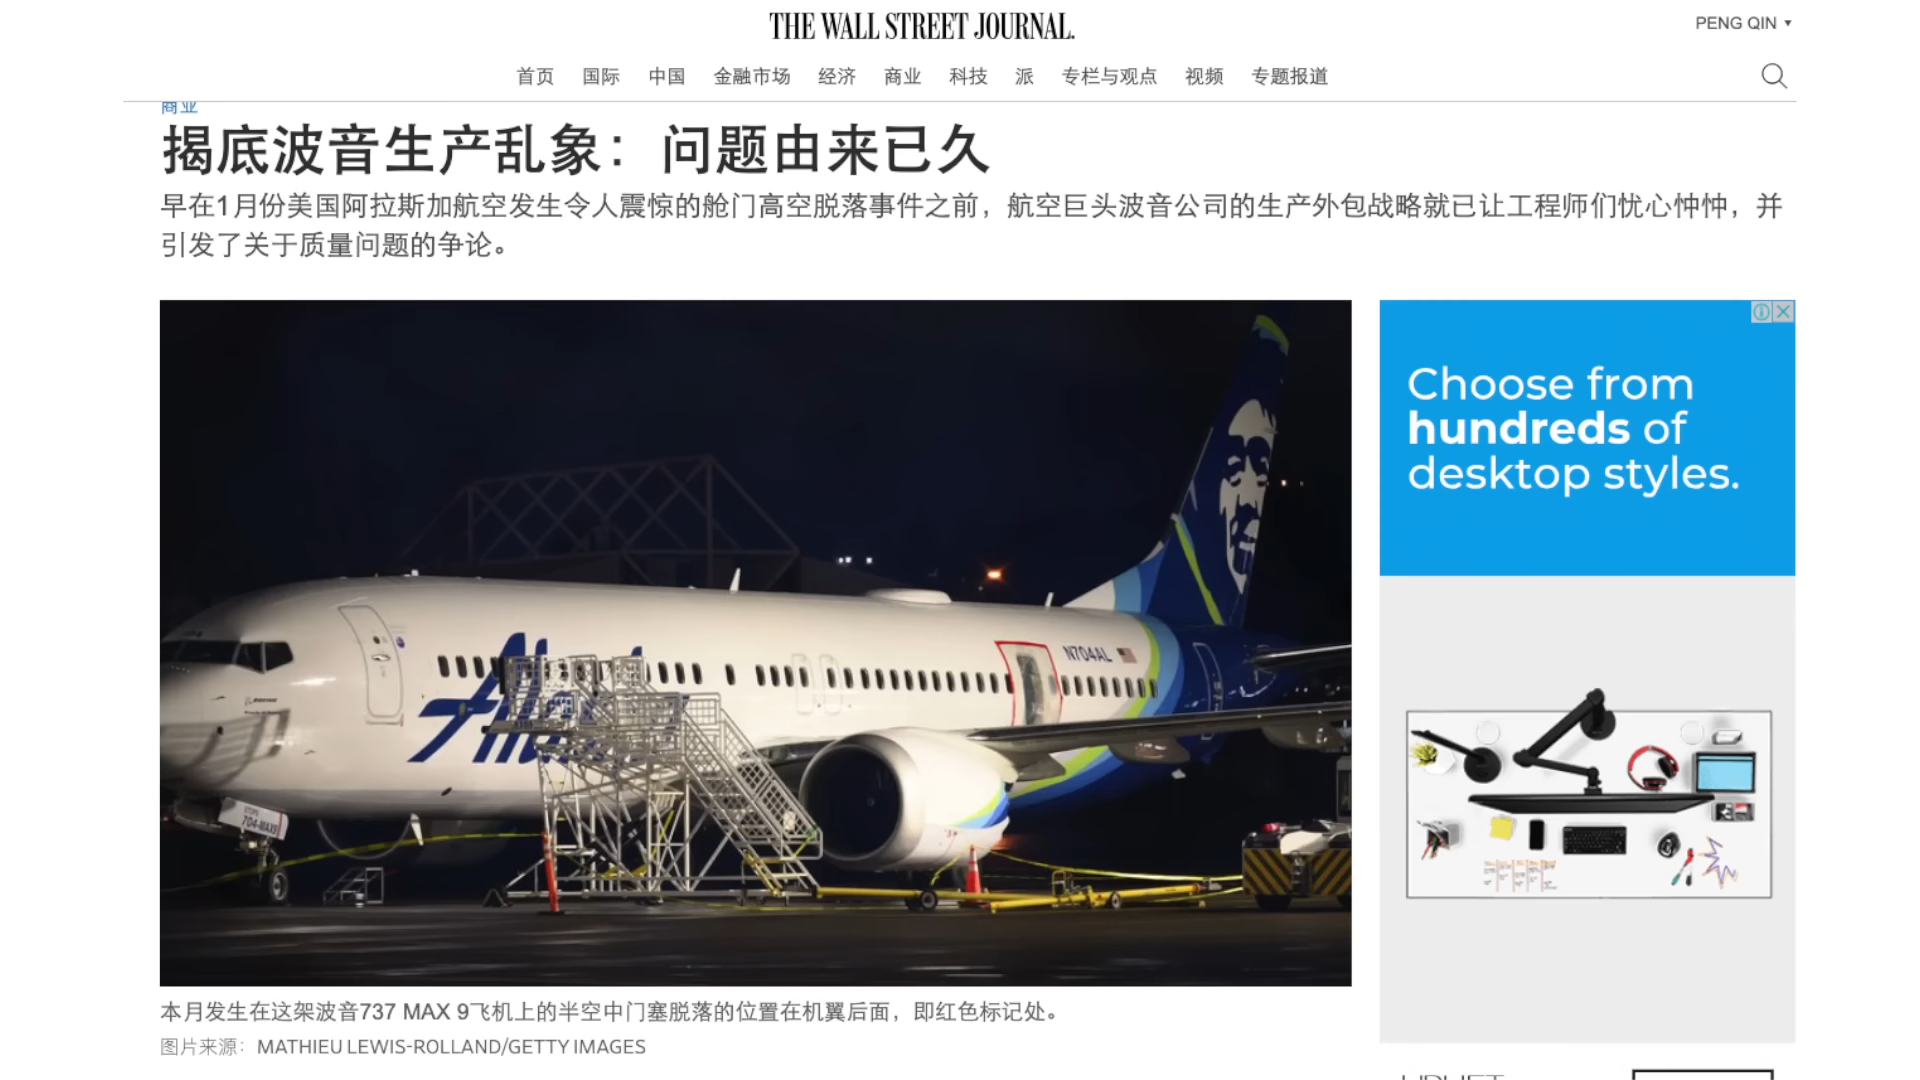 THE WALL STREET JOURNAL.
PENG QIN
首页 国际 中国 金融市场 经济 商业 科技 派 专栏与观点 视频 专题报道
商业
揭底波音生产乱象：问题由来已久
早在1月份美国阿拉斯加航空发生令人震惊的舱门高空脱落事件之前，航空巨头波音公司的生产外包战略就已让工程师们忧心忡忡，并
引发了关于质量问题的争论。
Choose from
hundreds of
desktop styles.
N704AL
BOEING
704-MAX9
本月发生在这架波音737 MAX 9飞机上的半空中门塞脱落的位置在机翼后面，即红色标记处。
图片来源：MATHIEU LEWIS-ROLLAND/GETTY IMAGES